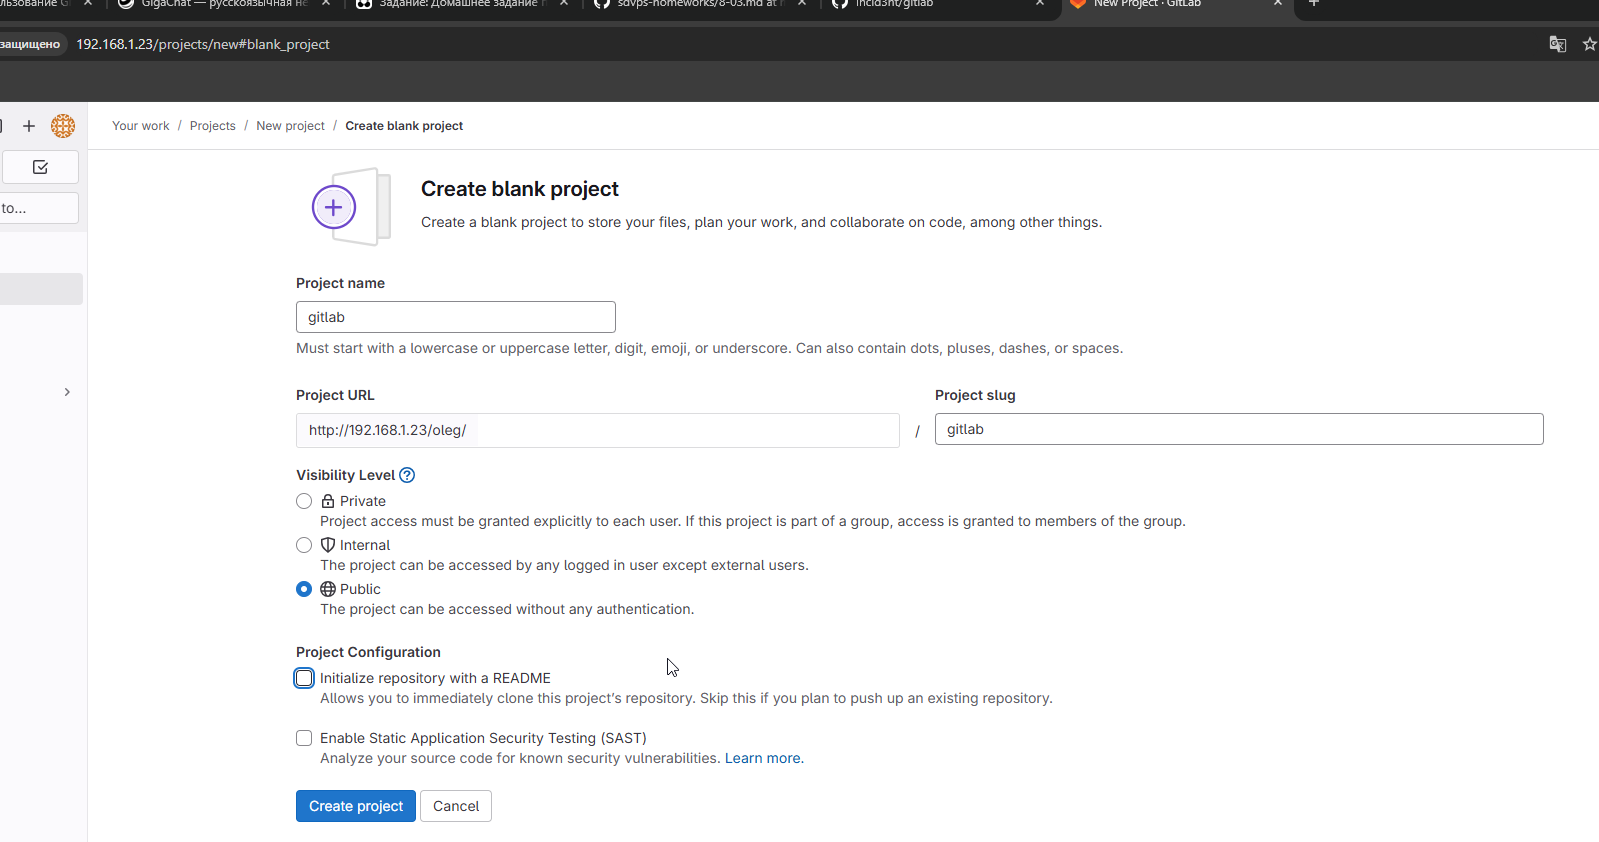 GigaChat — русскоязычная не
Задание: Домашнее задание
sdvps-homeworks/8-03.md at
incid3nt/gitlab
New Project · GitLab
защищено 192.168.1.23/projects/new#blank_project
Your work / Projects / New project / Create blank project
to...
Create blank project
Create a blank project to store your files, plan your work, and collaborate on code, among other things.
Project name
gitlab
Must start with a lowercase or uppercase letter, digit, emoji, or underscore. Can also contain dots, pluses, dashes, or spaces.
Project URL
Project slug
http://192.168.1.23/oleg/
/
gitlab
Visibility Level
Private
Project access must be granted explicitly to each user. If this project is part of a group, access is granted to members of the group.
Internal
The project can be accessed by any logged in user except external users.
Public
The project can be accessed without any authentication.
Project Configuration
Initialize repository with a README
Allows you to immediately clone this project's repository. Skip this if you plan to push up an existing repository.
Enable Static Application Security Testing (SAST)
Analyze your source code for known security vulnerabilities. Learn more.
Create project
Cancel